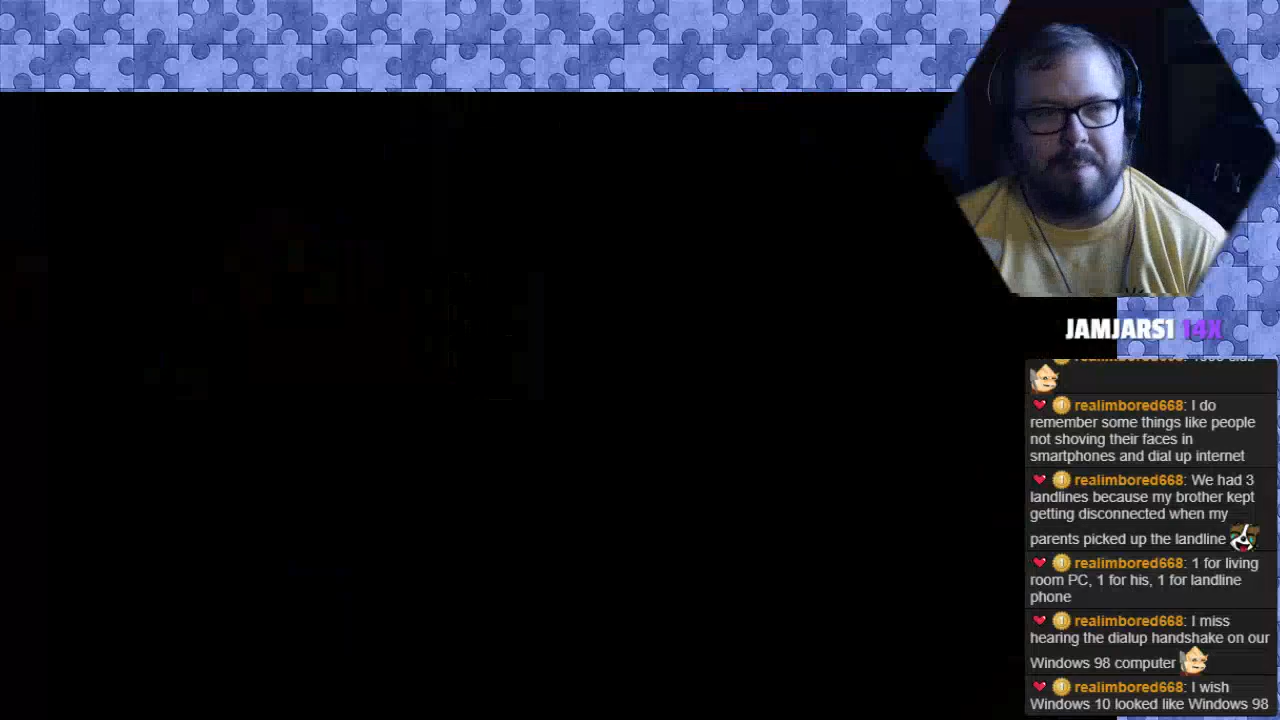 JAMJARS1 14X
realimbored668:
realimbored668: I do
remember some things like people
not shoving their faces in
smartphones and dial up internet
realimbored668: We had 3
landlines because my brother kept
getting disconnected when my
parents picked up the landline
realimbored668: 1 for living
room PC, 1 for his, 1 for landline
phone
realimbored668: I miss
hearing the dialup handshake on our
Windows 98 computer
realimbored668: I wish
Windows 10 looked like Windows 98